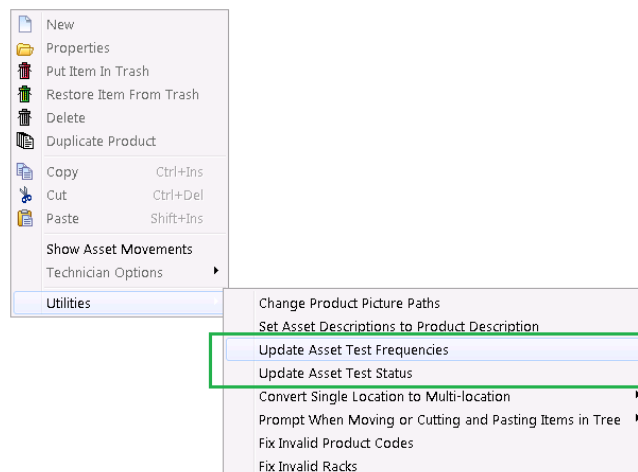 New
Properties
Put Item In Trash
Restore Item From Trash
Delete
Duplicate Product
Copy Ctrl+Ins
Cut Ctrl+Del
Paste Shift+Ins
Show Asset Movements
Technician Options
Utilities
Change Product Picture Paths
Set Asset Descriptions to Product Description
Update Asset Test Frequencies
Update Asset Test Status
Convert Single Location to Multi-location
Prompt When Moving or Cutting and Pasting Items in Tree
Fix Invalid Product Codes
Fix Invalid Racks